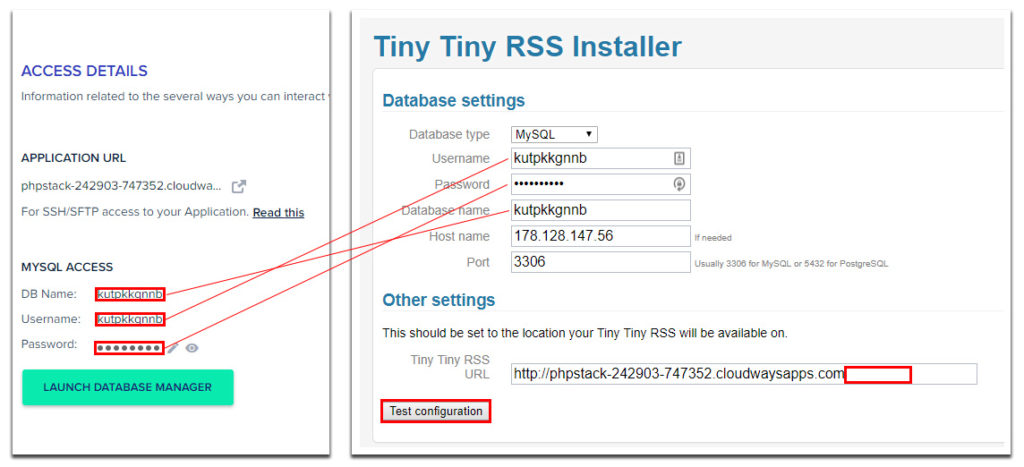 ACCESS DETAILS
Information related to the several ways you can interact
APPLICATION URL
phpstack-242903-747352.cloudwa...
For SSH/SFTP access to your Application. Read this
MYSQL ACCESS
DB Name: kutpkkgnnb
Username: kutpkkgnnb
Password: ●●●●●●●●
LAUNCH DATABASE MANAGER
Tiny Tiny RSS Installer
Database settings
Database type MySQL
Username kutpkkgnnb
Password ••••••••••
Database name kutpkkgnnb
Host name 178.128.147.56 If needed
Port 3306 Usually 3306 for MySQL or 5432 for PostgreSQL
Other settings
This should be set to the location your Tiny Tiny RSS will be available on.
Tiny Tiny RSS
URL http://phpstack-242903-747352.cloudwaysapps.com
Test configuration